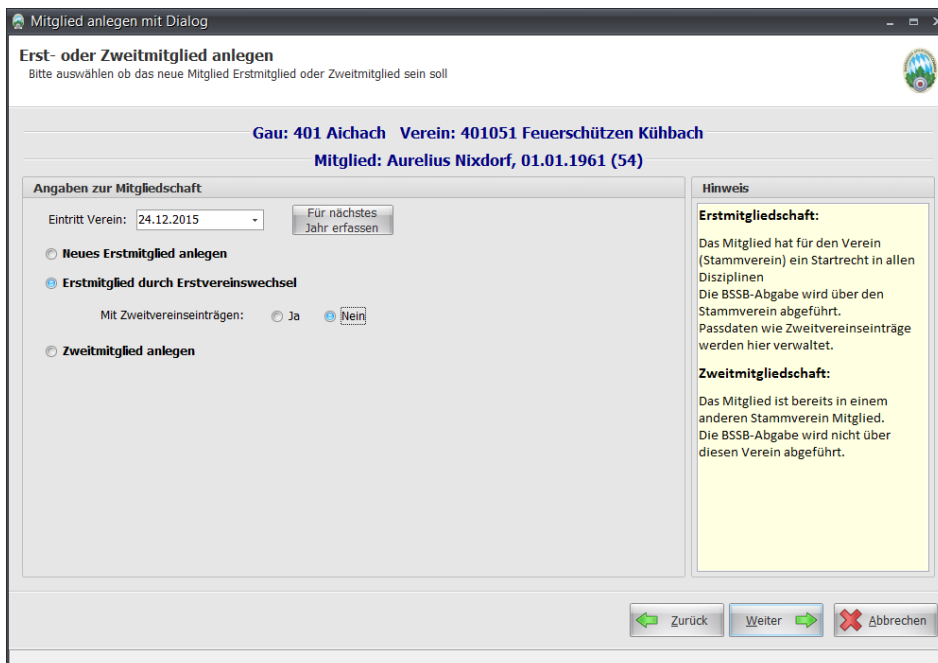 Mitglied anlegen mit Dialog
Erst- oder Zweitmitglied anlegen
Bitte auswählen ob das neue Mitglied Erstmitglied oder Zweitmitglied sein soll
Gau: 401 Aichach Verein: 401051 Feuerschützen Kühbach
Mitglied: Aurelius Nixdorf, 01.01.1961 (54)
Angaben zur Mitgliedschaft
Eintritt Verein: 24.12.2015
Für nächstes
Jahr erfassen
Neues Erstmitglied anlegen
Erstmitglied durch Erstvereinswechsel
Mit Zweitvereinseinträgen: Ja Nein
Zweitmitglied anlegen
Hinweis
Erstmitgliedschaft:
Das Mitglied hat für den Verein
(Stammverein) ein Startrecht in allen
Disziplinen
Die BSSB-Abgabe wird über den
Stammverein abgeführt.
Passdaten wie Zweitvereinseinträge
werden hier verwaltet.
Zweitmitgliedschaft:
Das Mitglied ist bereits in einem
anderen Stammverein Mitglied.
Die BSSB-Abgabe wird nicht über
diesen Verein abgeführt.
Zurück Weiter Abbrechen